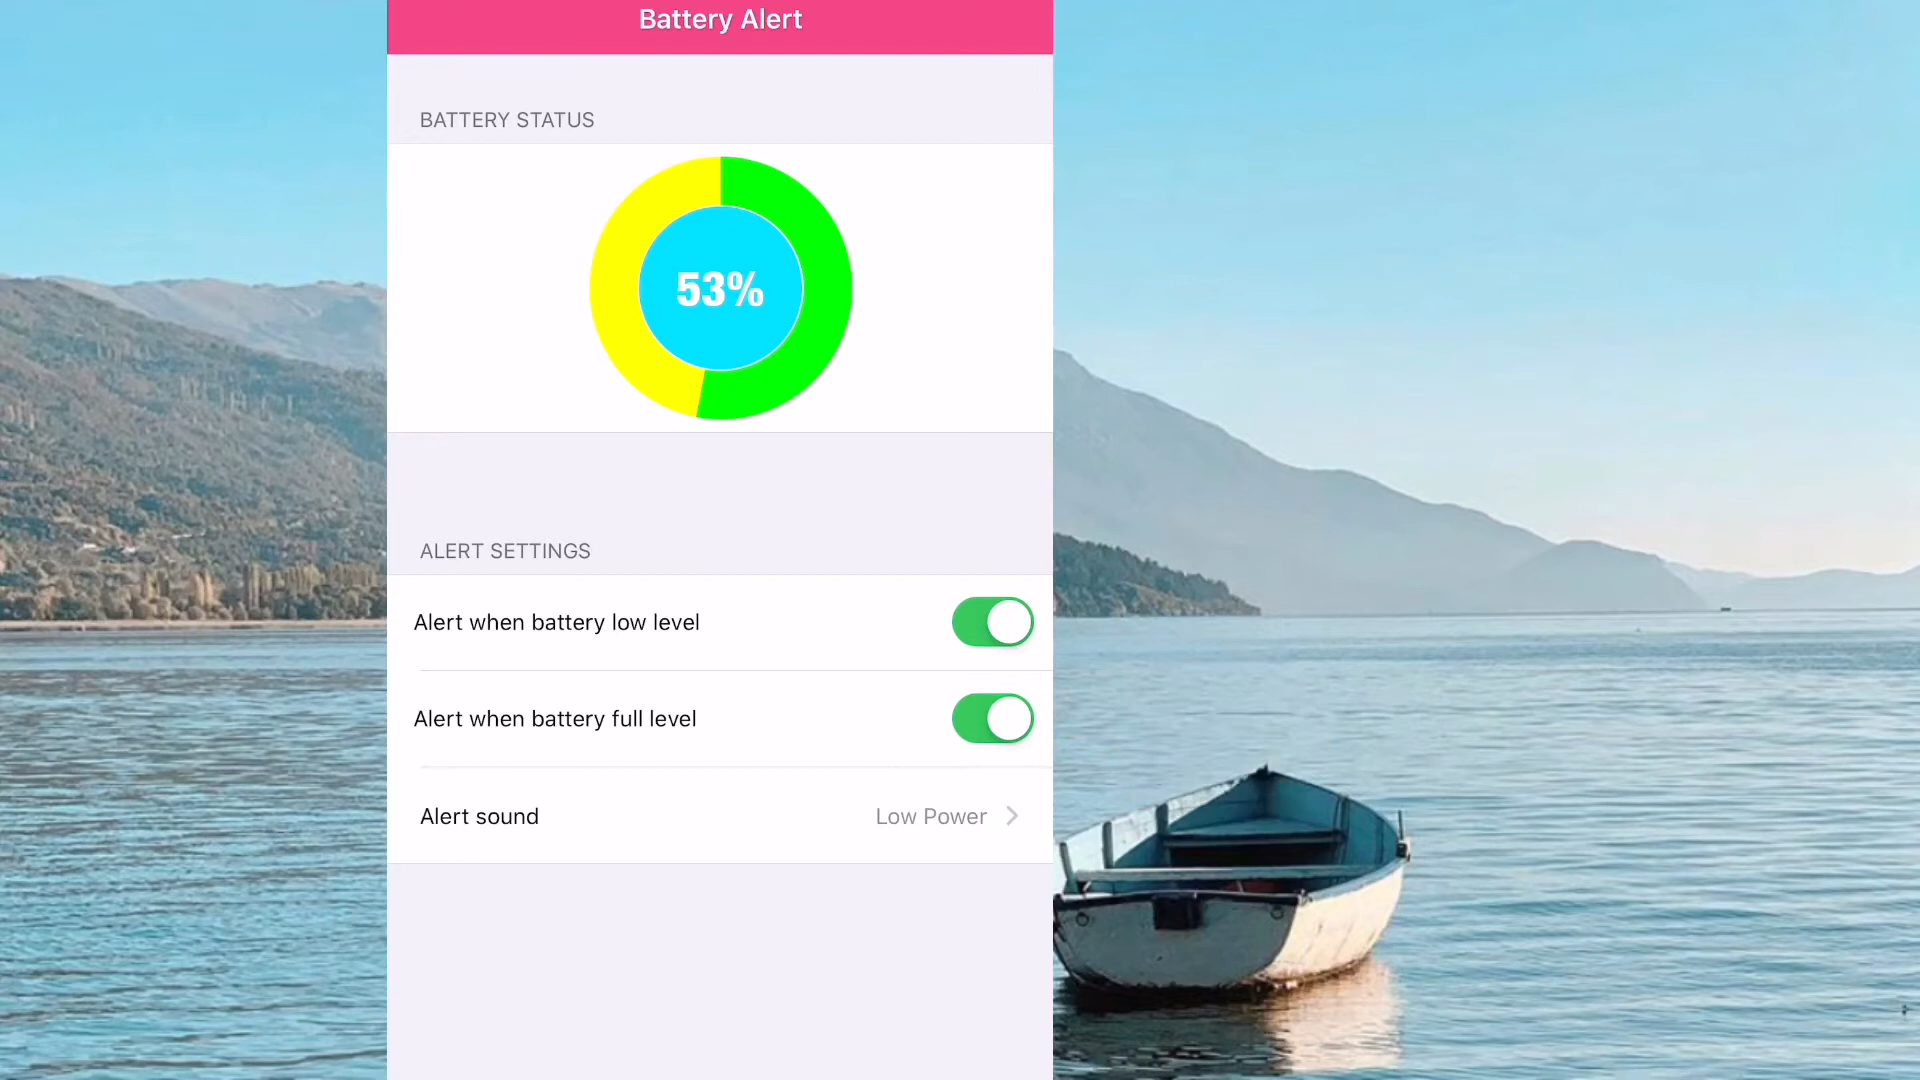 Battery Alert
BATTERY STATUS
53%
ALERT SETTINGS
Alert when battery low level
Alert when battery full level
Alert sound
Low Power